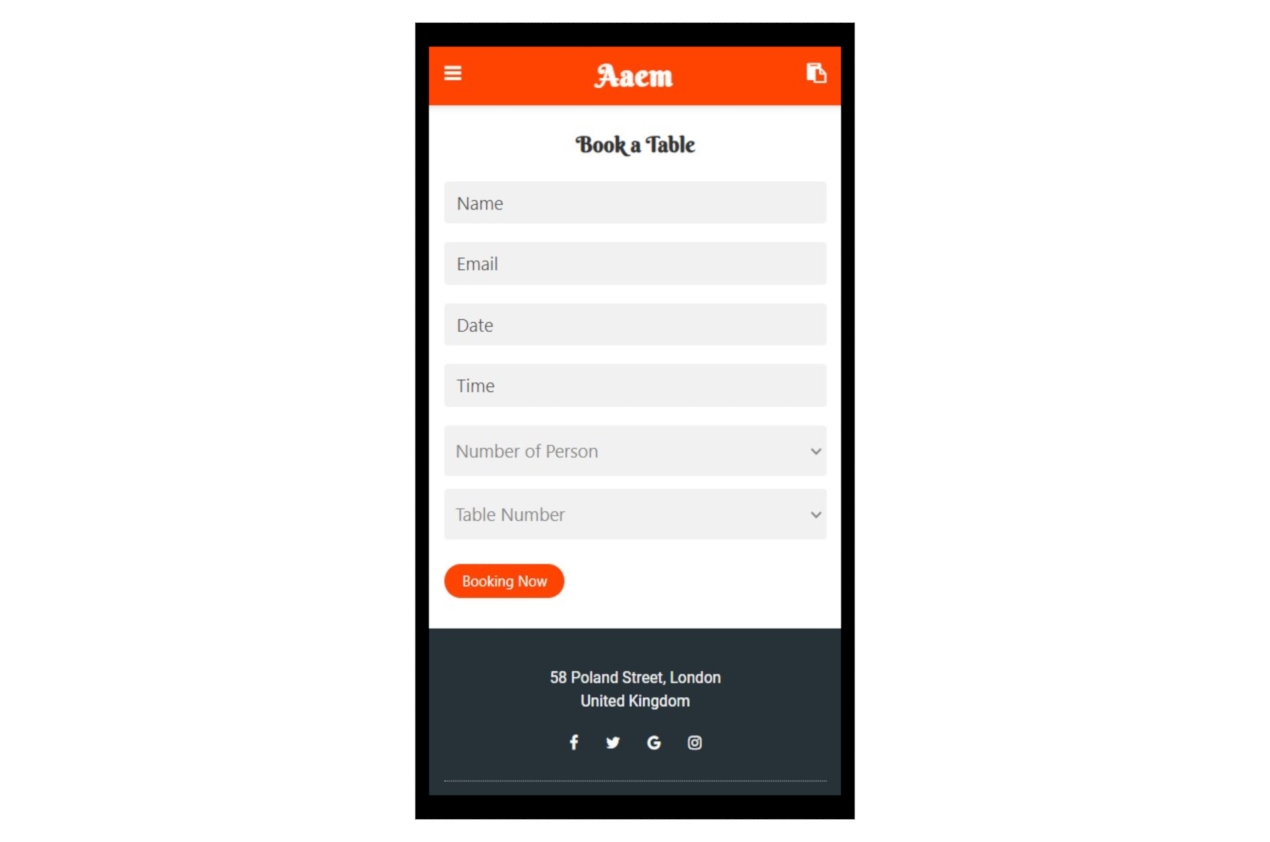 Aaem
Book a Table
Name
Email
Date
Time
Number of Person
Table Number
Booking Now
58 Poland Street, London
United Kingdom